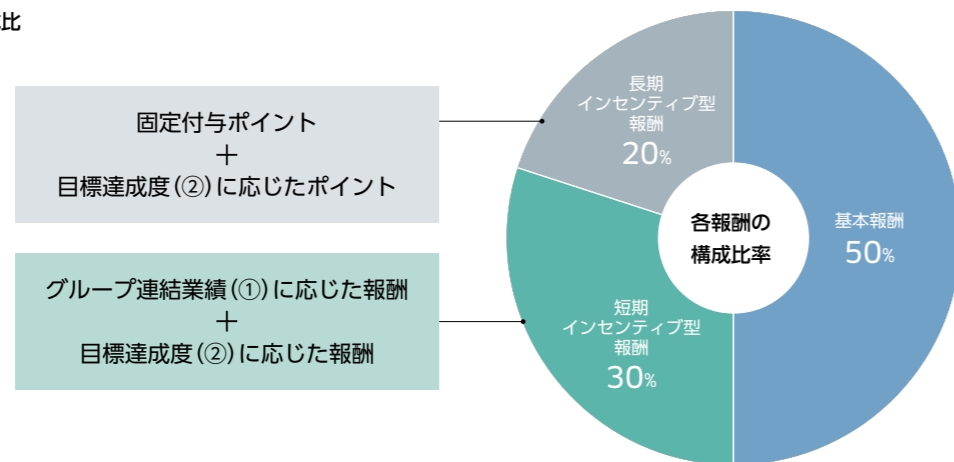 比
固定付与ポイント
+
目標達成度(②)に応じたポイント
グループ連結業績(①)に応じた報酬
+
目標達成度(②)に応じた報酬
長期
インセンティブ型
報酬
20%
短期
インセンティブ型
報酬
30%
各報酬の
構成比率
基本報酬
50%